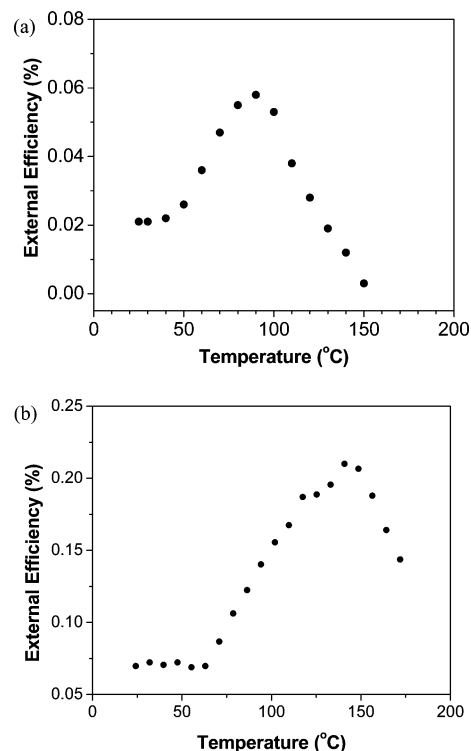 (a)
0.08
0.06
0.04
0.02
0.00
External Efficiency (%)
0 50 100 150 200
Temperature (°C)
(b)
0.25
0.20
0.15
0.10
0.05
External Efficiency (%)
0 50 100 150 200
Temperature (°C)